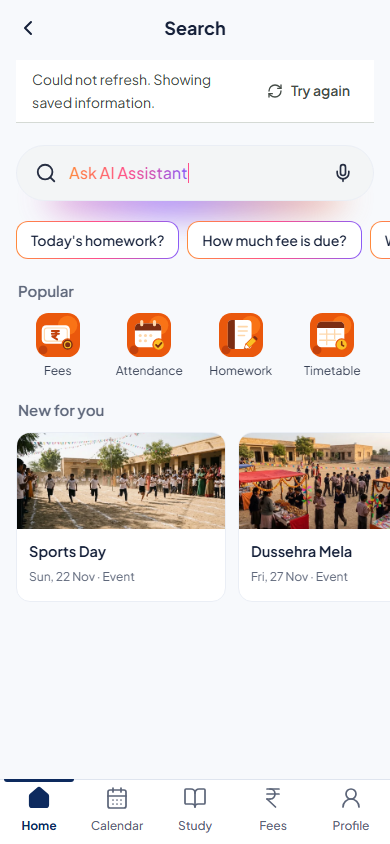 Search
Could not refresh. Showing
saved information.
Try again
Ask AI Assistant
Today's homework?
How much fee is due?
Popular
Fees
Attendance
Homework
Timetable
New for you
Sports Day
Sun, 22 Nov · Event
Dussehra Mela
Fri, 27 Nov · Event
Home
Calendar
Study
Fees
Profile